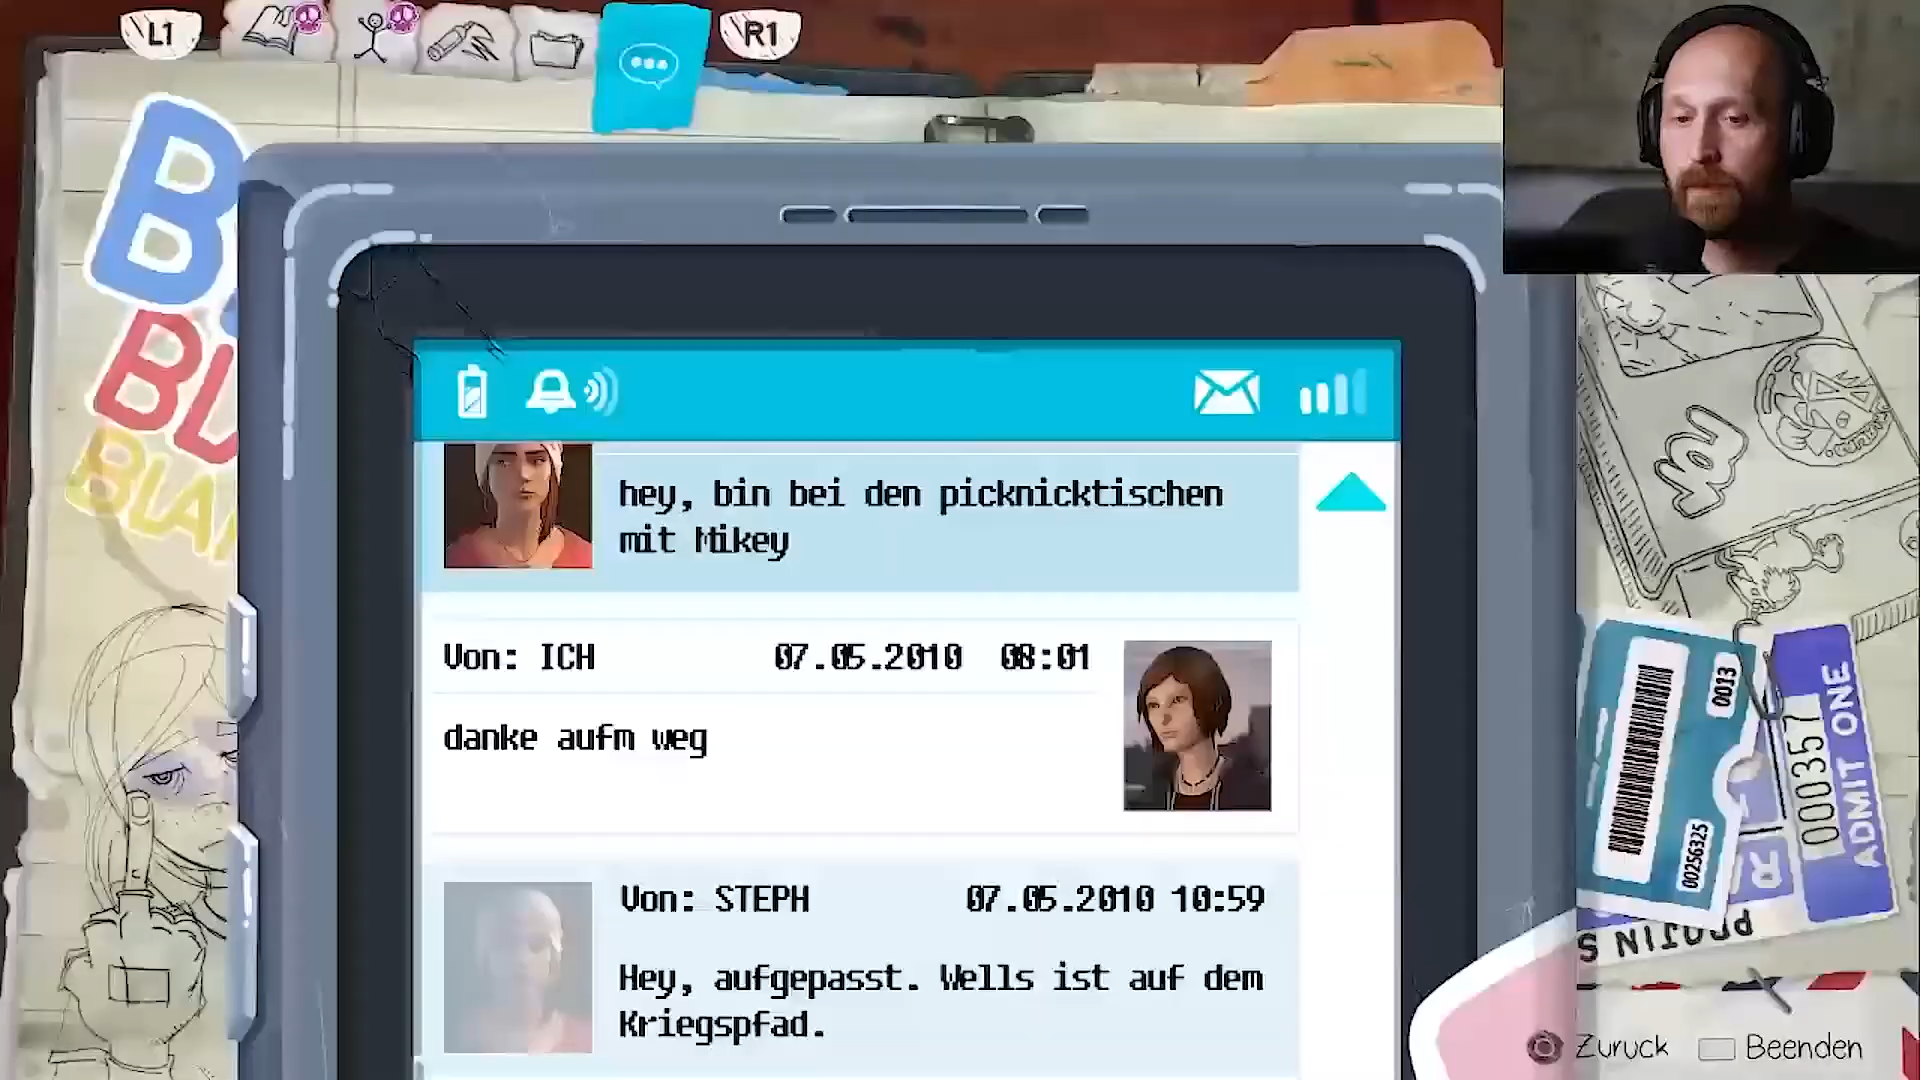 L1
R1
hey, bin bei den picknicktischen
mit Mikey
Von: ICH 07.05.2010 08:01
danke aufm weg
Von: STEPH 07.05.2010 10:59
Hey, aufgepasst. Wells ist auf dem
Kriegspfad.
0013
00256325
000357
ADMIT ONE
Zurück
Beenden